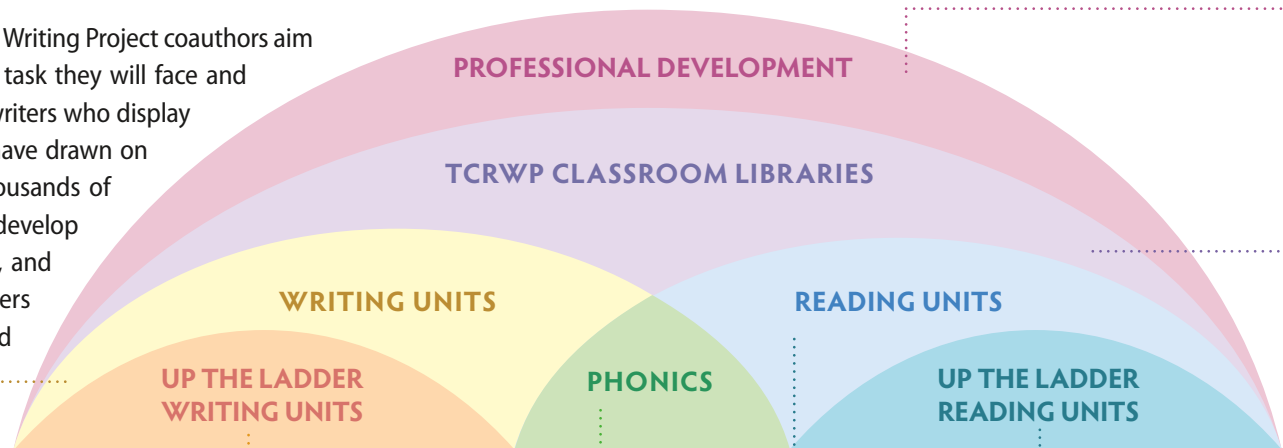 Writing Project coauthors aim
task they will face and
writers who display
have drawn on
of
develop
, and
PROFESSIONAL DEVELOPMENT
TCRWP CLASSROOM LIBRARIES
WRITING UNITS
READING UNITS
UP THE LADDER
WRITING UNITS
PHONICS
UP THE LADDER
READING UNITS